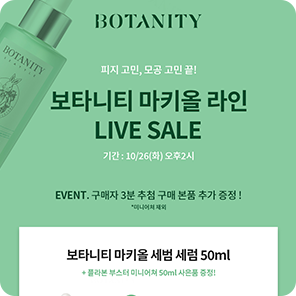 BOTANITY
BOTANITY
피지 고민, 모공 고민 끝!
보타니티 마키올 라인
LIVE SALE
기간 : 10/26(화) 오후2시
EVENT. 구매자 3분 추첨 구매 본품 추가 증정 !
*미니어쳐 제외
보타니티 마키올 세범 세럼 50ml
+ 플라본 부스터 미니어쳐 50ml 사은품 증정!